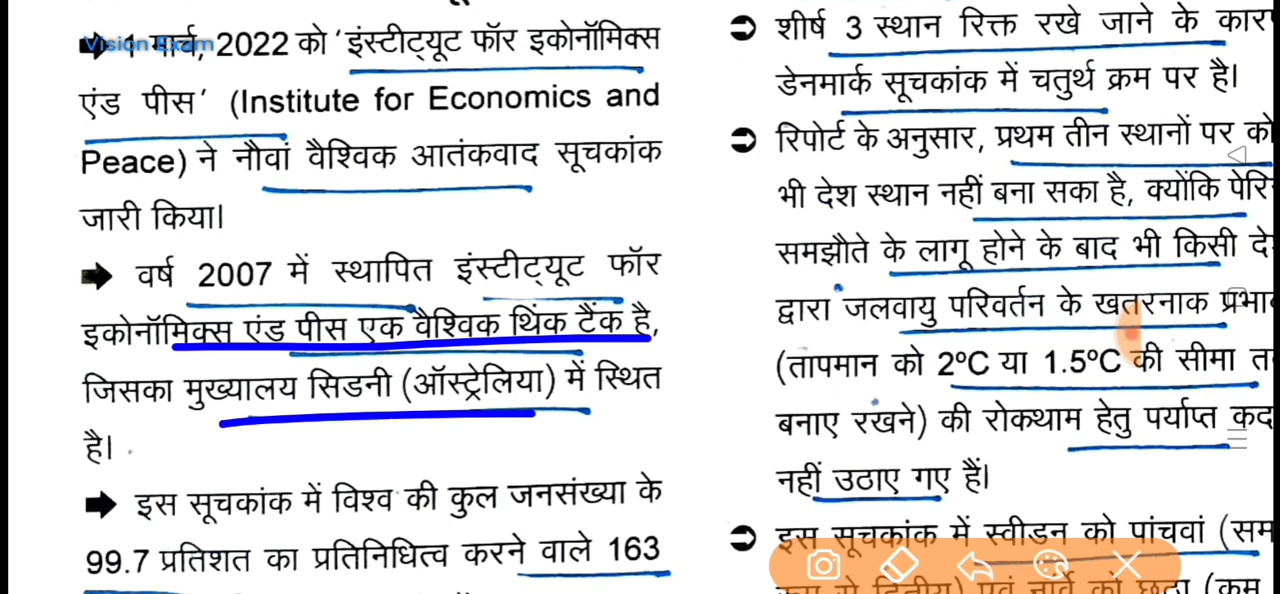 Vision Exam
➡ 1 मार्च, 2022 को 'इंस्टीट्यूट फॉर इकोनॉमिक्स
एंड पीस' (Institute for Economics and
Peace) ने नौवां वैश्विक आतंकवाद सूचकांक
जारी किया।
➡ वर्ष 2007 में स्थापित इंस्टीट्यूट फॉर
इकोनॉमिक्स एंड पीस एक वैश्विक थिंक टैंक है,
जिसका मुख्यालय सिडनी (ऑस्ट्रेलिया) में स्थित
है।
➡ इस सूचकांक में विश्व की कुल जनसंख्या के
99.7 प्रतिशत का प्रतिनिधित्व करने वाले 163
शीर्ष 3 स्थान रिक्त रखे जाने के
डेनमार्क सूचकांक में चतुर्थ क्रम पर है।
रिपोर्ट के अनुसार, प्रथम तीन स्थानों पर
भी देश स्थान नहीं बना सका है, क्योंकि
समझौते के लागू होने के बाद भी किसी
द्वारा जलवायु परिवर्तन के खतरनाक
(तापमान को 2°C या 1.5°C की सीमा
बनाए रखने) की रोकथाम हेतु पर्याप्त
नहीं उठाए गए हैं।
इस सूचकांक में स्वीडन को पांचवां